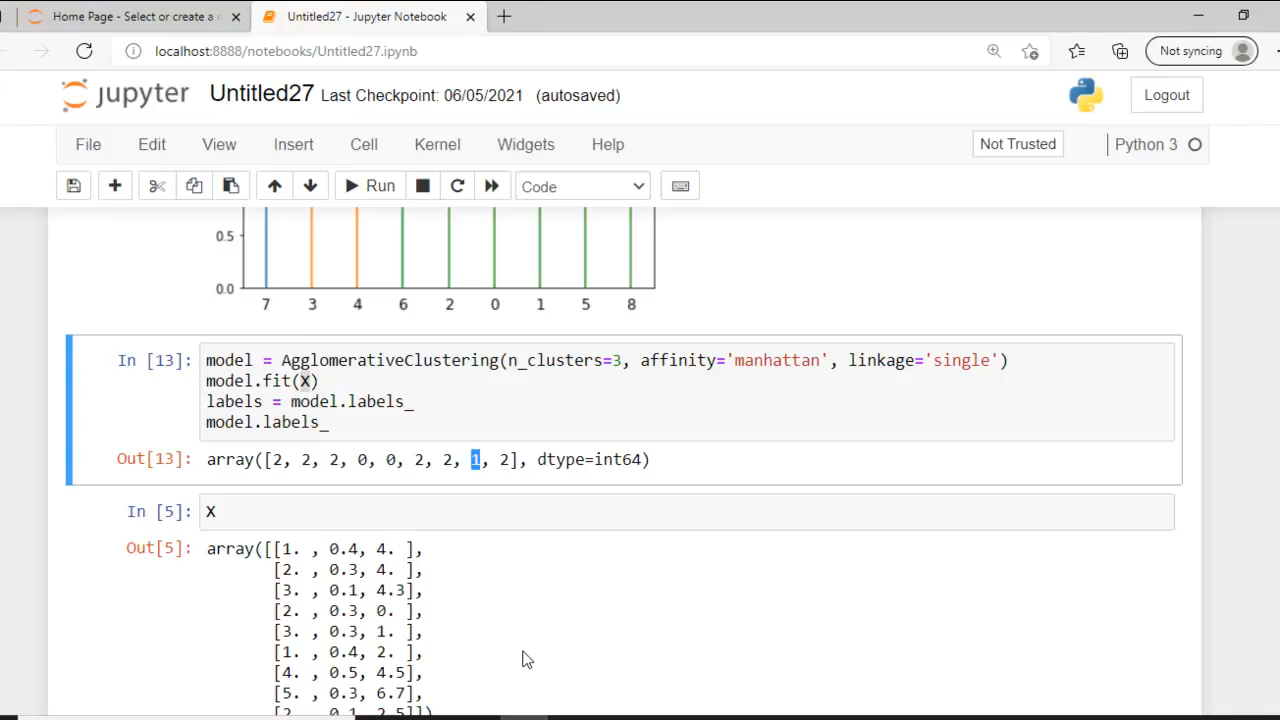 Home Page - Select or create a
Untitled27 - Jupyter Notebook
localhost:8888/notebooks/Untitled27.ipynb
Not syncing
jupyter Untitled27 Last Checkpoint: 06/05/2021 (autosaved)
Logout
File Edit View Insert Cell Kernel Widgets Help
Not Trusted
Python 3
Run
Code
0.5
0.0
7 3 4 6 2 0 1 5 8
In [13]: model = AgglomerativeClustering(n_clusters=3, affinity='manhattan', linkage='single')
model.fit(X)
labels = model.labels_
model.labels_
Out[13]: array([2, 2, 2, 0, 0, 2, 2, 1, 2], dtype=int64)
In [5]: X
Out[5]: array([[1. , 0.4, 4. ],
[2. , 0.3, 4. ],
[3. , 0.1, 4.3],
[2. , 0.3, 0. ],
[3. , 0.3, 1. ],
[1. , 0.4, 2. ],
[4. , 0.5, 4.5],
[5. , 0.3, 6.7],
[2. , 0.1, 2.5]])